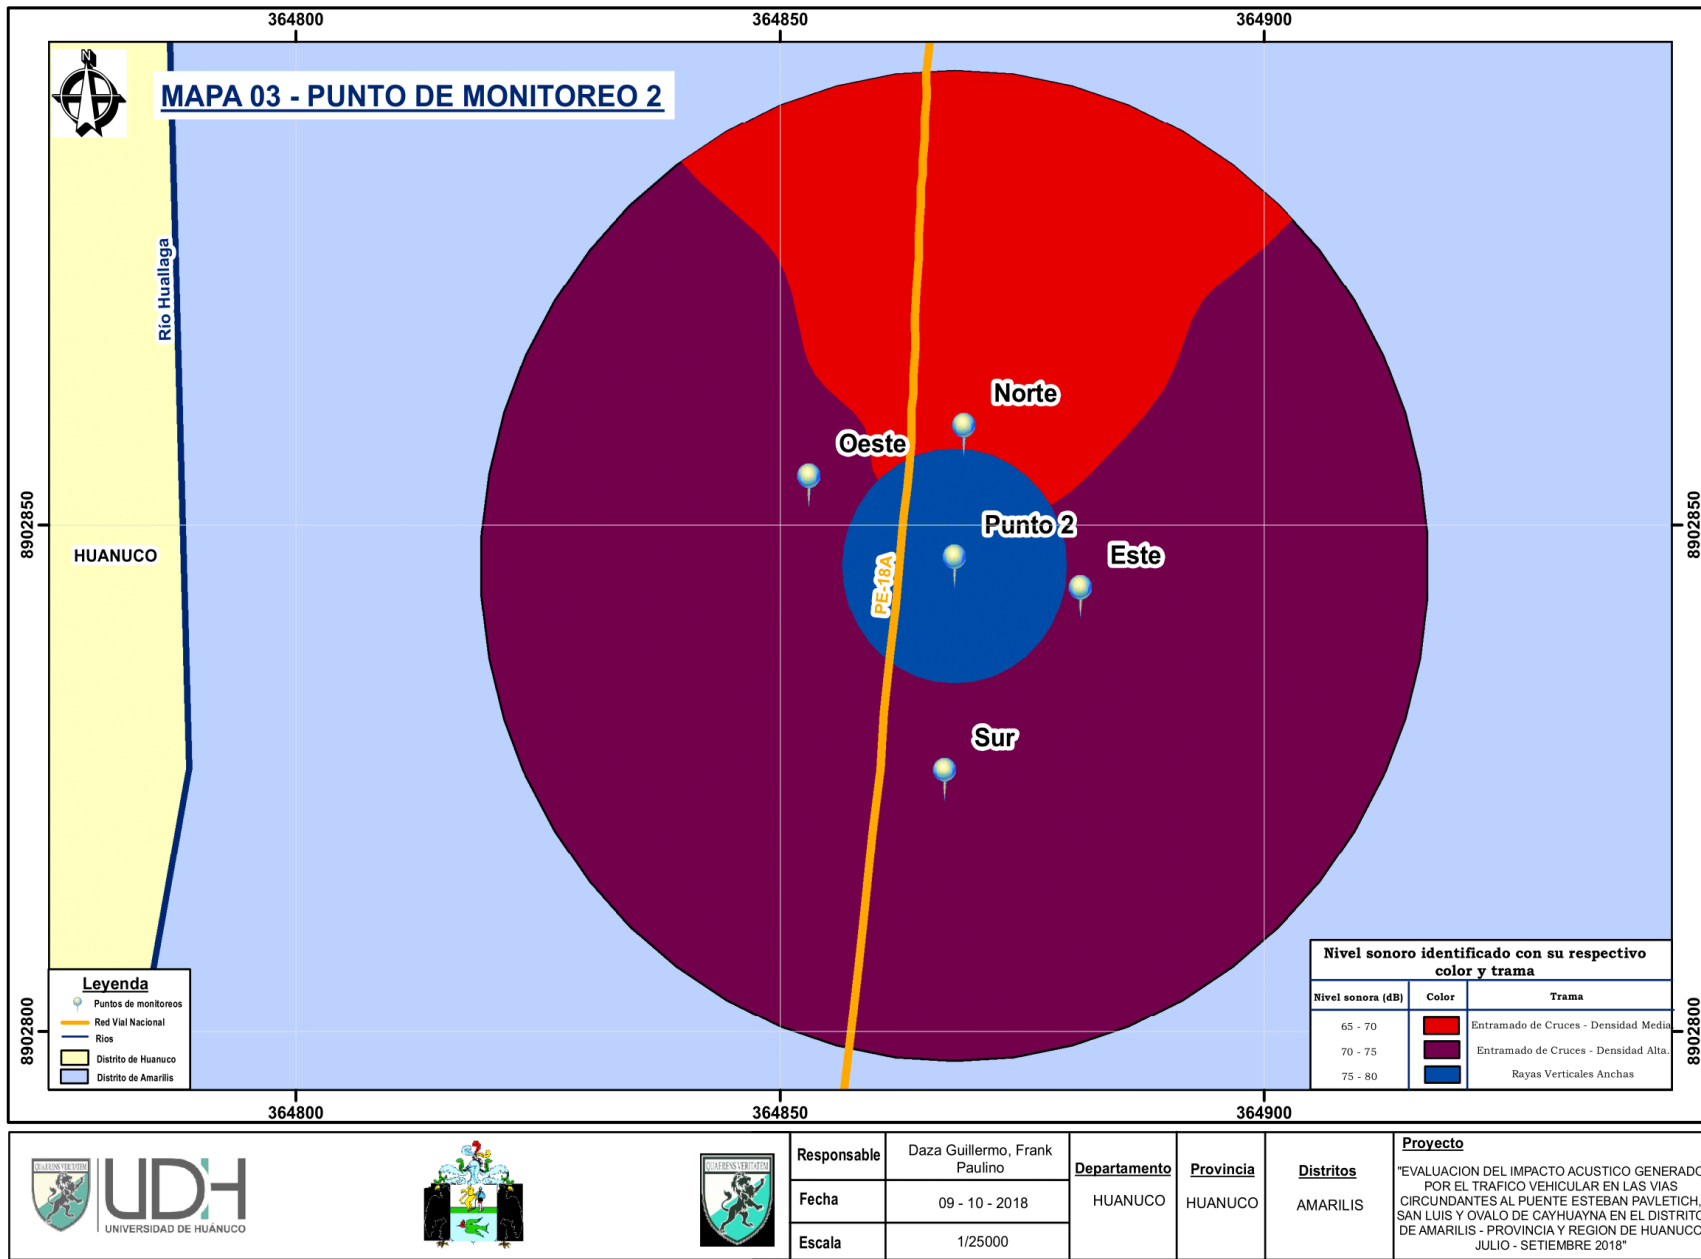 364800
364850
364900
N
MAPA 03 - PUNTO DE MONITOREO 2
Río Huallaga
Norte
Oeste
8902850
Punto 2
8902850
HUANUCO
Este
PE-18A
Sur
Leyenda
Puntos de monitoreos
Red Vial Nacional
Rios
Distrito de Huanuco
Distrito de Amarilis
8902800
Nivel sonoro identificado con su respectivo
color y trama
Nivel sonora (dB) Color Trama
65 - 70 Entramado de Cruces - Densidad Media
70 - 75 Entramado de Cruces - Densidad Alta.
75 - 80 Rayas Verticales Anchas
8902800
364800
364850
364900
QUAERENS VERITATEM
UDH
UNIVERSIDAD DE HUÁNUCO
QUAERENS VERITATEM
Responsable
Daza Guillermo, Frank
Paulino
Fecha
09 - 10 - 2018
Escala
1/25000
Departamento
HUANUCO
Provincia
HUANUCO
Distritos
AMARILIS
Proyecto
"EVALUACION DEL IMPACTO ACUSTICO GENERADO
POR EL TRAFICO VEHICULAR EN LAS VIAS
CIRCUNDANTES AL PUENTE ESTEBAN PAVLETICH,
SAN LUIS Y OVALO DE CAYHUAYNA EN EL DISTRITO
DE AMARILIS - PROVINCIA Y REGION DE HUANUCO
JULIO - SETIEMBRE 2018"